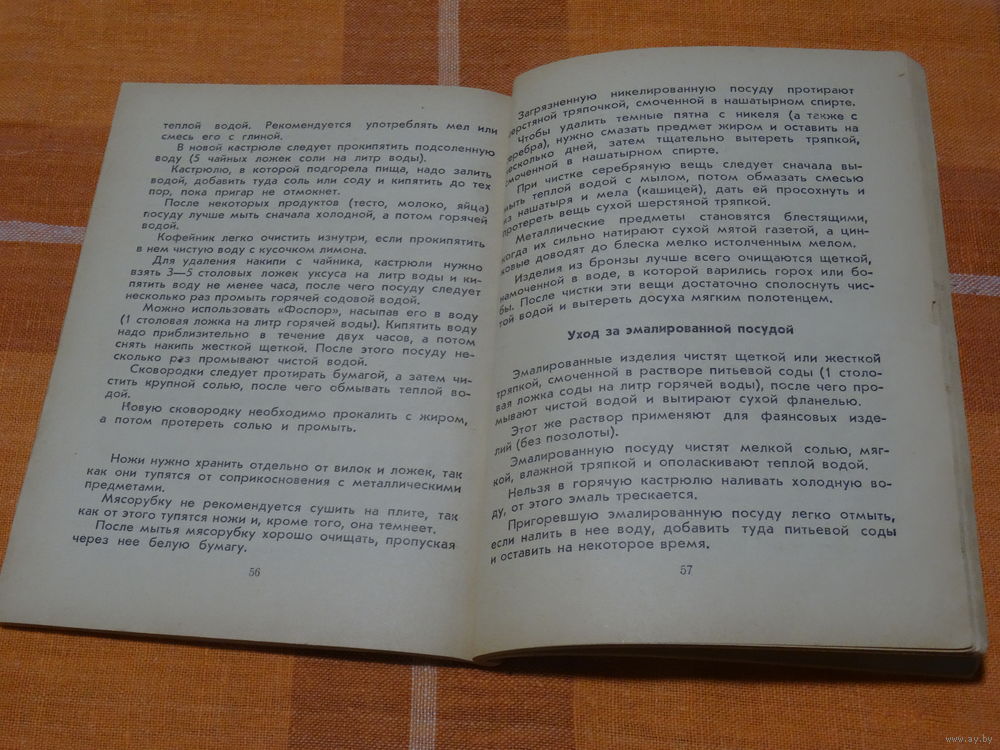 теплой водой. Рекомендуется употреблять мел или
смесь его с глиной.
В новой кастрюле следует прокипятить подсоленную
воду (5 чайных ложек соли на литр воды).
Кастрюлю, в которой подгорела пища, надо залить
водой, добавить туда соль или соду и кипятить до тех
пор, пока пригар не отмокнет.
После некоторых продуктов (тесто, молоко, яйца)
посуду лучше мыть сначала холодной, а потом горячей
водой.
Кофейник легко очистить изнутри, если прокипятить
в нем чистую воду с кусочком лимона.
Для удаления накипи с чайника, кастрюли нужно
взять 3—5 столовых ложек уксуса на литр воды и ки-
пятить воду не менее часа, после чего посуду следует
несколько раз промыть горячей содовой водой.
Можно использовать «Фоспор», насыпав его в воду
(1 столовая ложка на литр горячей воды). Кипятить воду
надо приблизительно в течение двух часов, а потом
снять накипь жесткой щеткой. После этого посуду не-
сколько раз промывают чистой водой.
Сковородки следует протирать бумагой, а затем чи-
стить крупной солью, после чего обмывать теплой во-
дой.
Новую сковородку необходимо прокалить с жиром,
а потом протереть солью и промыть.
Ножи нужно хранить отдельно от вилок и ложек, так
как они тупятся от соприкосновения с металлическими
предметами.
Мясорубку не рекомендуется сушить на плите, так
как от этого тупятся ножи и, кроме того, она темнеет.
После мытья мясорубку хорошо очищать, пропуская
через нее белую бумагу.
56
Загрязненную никелированную посуду протирают
шерстяной тряпочкой, смоченной в нашатырном спирте.
Чтобы удалить темные пятна с никеля (а также с
серебра), нужно смазать предмет жиром и оставить на
несколько дней, затем тщательно вытереть тряпкой,
смоченной в нашатырном спирте.
При чистке серебряную вещь следует сначала вы-
мыть теплой водой с мылом, потом обмазать смесью
из нашатыря и мела (кашицей), дать ей просохнуть и
протереть вещь сухой шерстяной тряпкой.
Металлические предметы становятся блестящими,
когда их сильно натирают сухой мятой газетой, а цин-
ковые доводят до блеска мелко истолченным мелом.
Изделия из бронзы лучше всего очищаются щеткой,
намоченной в воде, в которой варились горох или бо-
бы. После чистки эти вещи достаточно сполоснуть чис-
той водой и вытереть досуха мягким полотенцем.
Уход за эмалированной посудой
Эмалированные изделия чистят щеткой или жесткой
тряпкой, смоченной в растворе питьевой соды (1 столо-
вая ложка соды на литр горячей воды), после чего про-
мывают чистой водой и вытирают сухой фланелью.
Этот же раствор применяют для фаянсовых изде-
лий (без позолоты).
Эмалированную посуду чистят мелкой солью, мяг-
кой, влажной тряпкой и ополаскивают теплой водой.
Нельзя в горячую кастрюлю наливать холодную во-
ду, от этого эмаль трескается.
Пригоревшую эмалированную посуду легко отмыть,
если налить в нее воду, добавить туда питьевой соды
и оставить на некоторое время.
57
www.ay.by